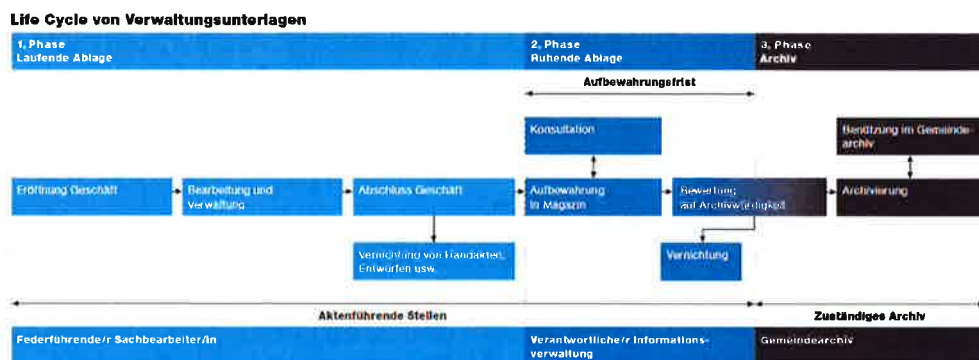 Life Cycle von Verwaltungsunterlagen
1. Phase
Laufende Ablage
2. Phase
Ruhende Ablage
3. Phase
Archiv
Aufbewahrungsfrist
Konsultation
Benützung im Gemeinde-
archiv
Eröffnung Geschäft
Bearbeitung und
Verwaltung
Abschluss Geschäft
Aufbewahrung
in Magazin
Bewertung
auf Archivwürdigkeit
Archivierung
Vernichtung von Handakten,
Entwürfen usw.
Vernichtung
Aktenführende Stellen
Zuständiges Archiv
Federführende/r Sachbearbeiter/in
Verantwortliche/r Informations-
verwaltung
Gemeindearchiv